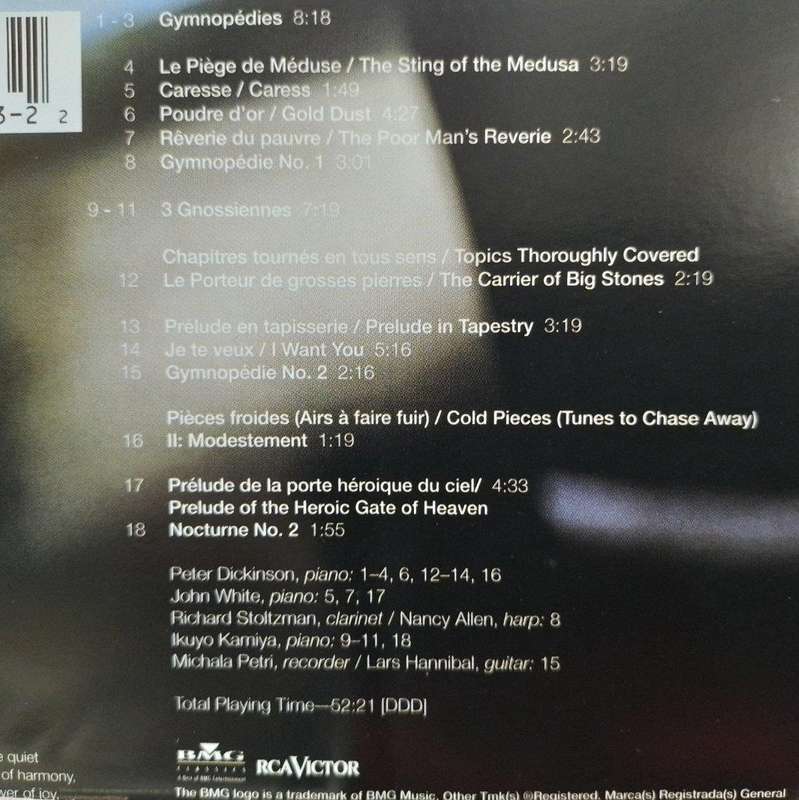 1 - 3 Gymnopédies 8:18
4 Le Piège de Méduse / The Sting of the Medusa 3:19
5 Caresse / Caress 1:49
6 Poudre d'or / Gold Dust 4:27
7 Rêverie du pauvre / The Poor Man's Reverie 2:43
8 Gymnopédie No. 1 3:01
3-2 2
9 - 11 3 Gnossiennes 7:19
Chapitres tournés en tous sens / Topics Thoroughly Covered
12 Le Porteur de grosses pierres / The Carrier of Big Stones 2:19
13 Prélude en tapisserie / Prelude in Tapestry 3:19
14 Je te veux / I Want You 5:16
15 Gymnopédie No. 2 2:16
Pièces froides (Airs à faire fuir) / Cold Pieces (Tunes to Chase Away)
16 II: Modestement 1:19
17 Prélude de la porte héroique du ciel/ 4:33
Prelude of the Heroic Gate of Heaven
18 Nocturne No. 2 1:55
Peter Dickinson, piano: 1–4, 6, 12–14, 16
John White, piano: 5, 7, 17
Richard Stoltzman, clarinet / Nancy Allen, harp: 8
Ikuyo Kamiya, piano: 9–11, 18
Michala Petri, recorder / Lars Hannibal, guitar: 15
Total Playing Time—52:21 [DDD]
e quiet
of harmony,
wer of joy,
BMG
CLASSICS
RCA VICTOR
The BMG logo is a trademark of BMG Music. Other Tmk(s) ®Registered. Marca(s) Registrada(s) General